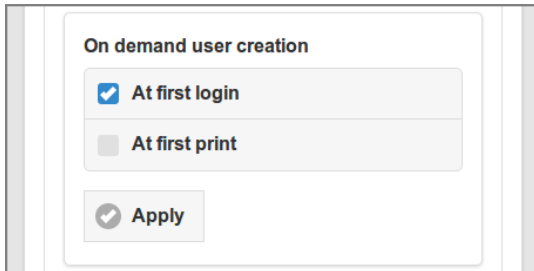 On demand user creation
At first login
At first print
Apply